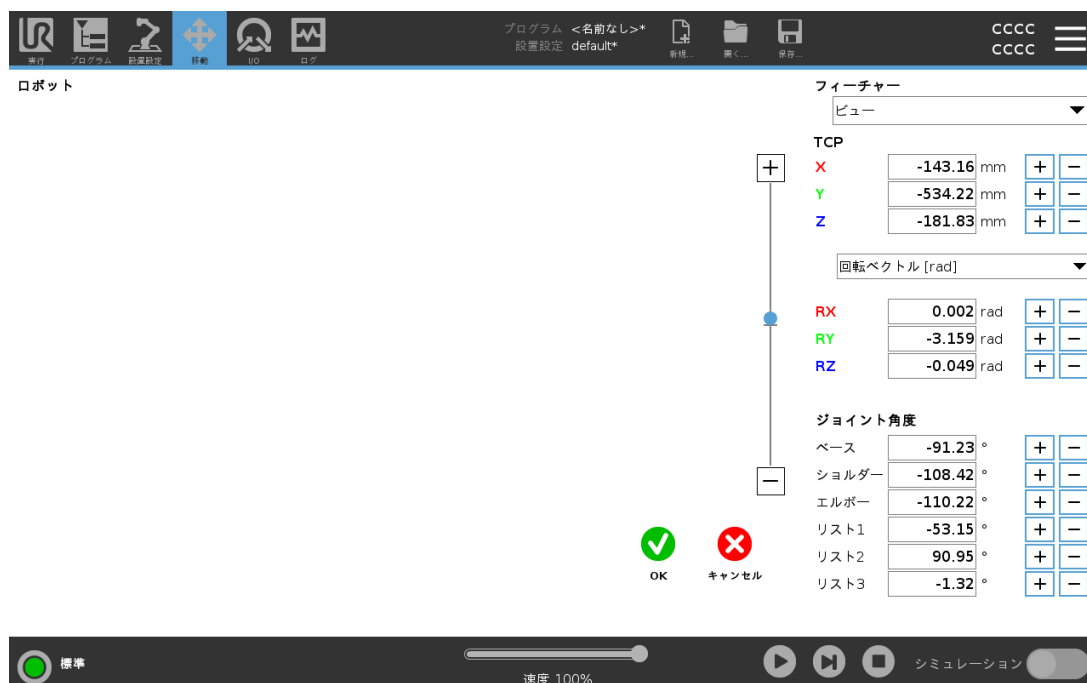 UR
実行 プログラム 設置設定 移動 I/O ログ
プログラム <名前なし>*
設置設定 default*
新規... 開く... 保存...
CCCC
CCCC
ロボット
フィーチャー
ビュー
TCP
X -143.16 mm + −
Y -534.22 mm + −
Z -181.83 mm + −
回転ベクトル [rad]
RX 0.002 rad + −
RY -3.159 rad + −
RZ -0.049 rad + −
ジョイント角度
ベース -91.23 ° + −
ショルダー -108.42 ° + −
エルボー -110.22 ° + −
リスト1 -53.15 ° + −
リスト2 90.95 ° + −
リスト3 -1.32 ° + −
OK キャンセル
標準
速度 100%
シミュレーション